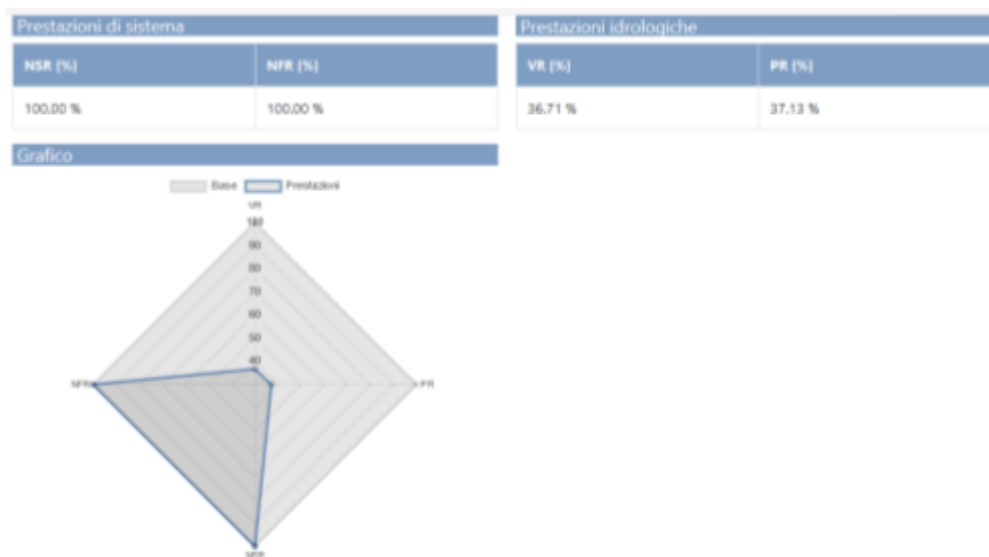 Prestazioni di sistema
NSR (%) NFR (%)
100.00 % 100.00 %
Prestazioni idrologiche
VR (%) PR (%)
36.71 % 37.13 %
Grafico
Base Prestazioni
VR
100
90
80
70
60
50
40
NFR PR
NSR